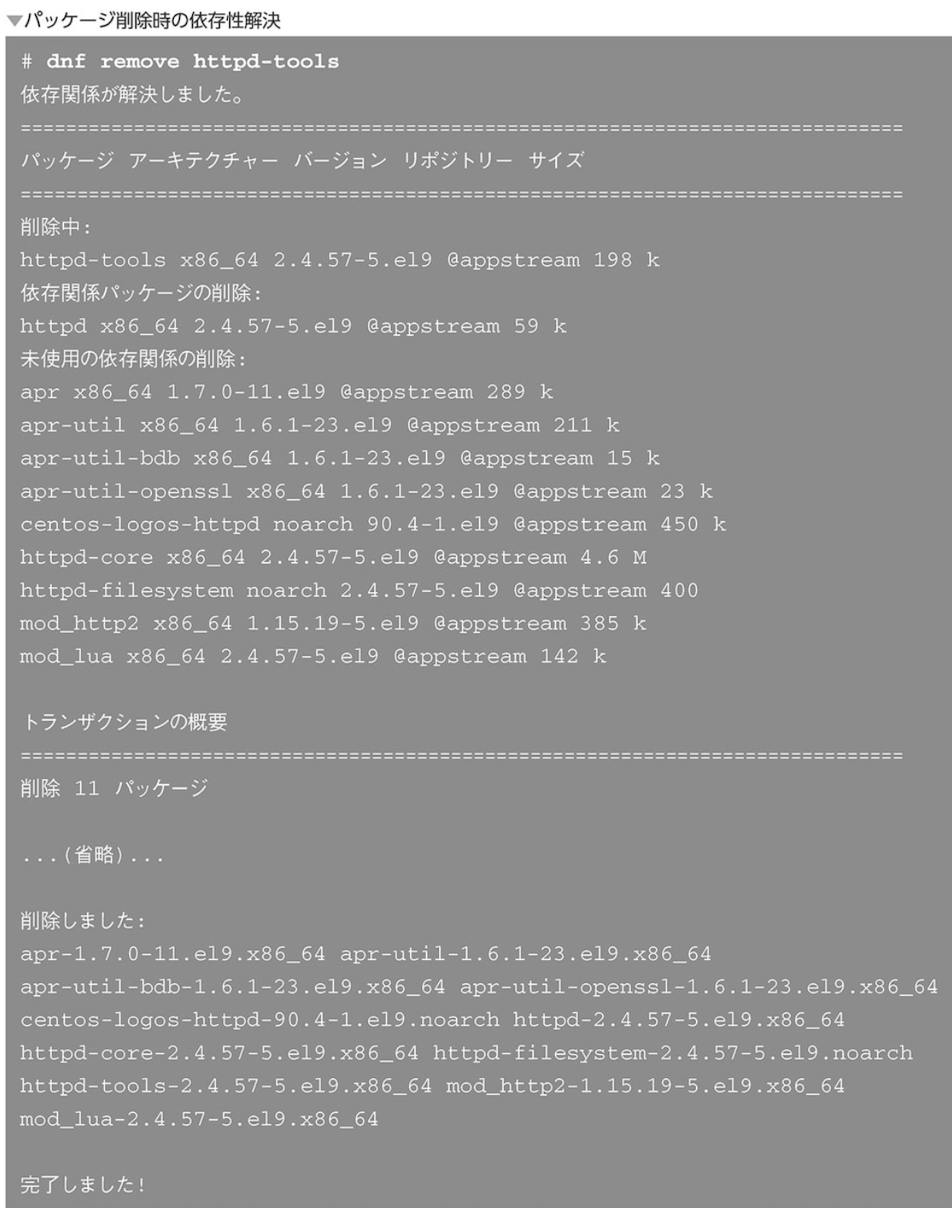 ▼パッケージ削除時の依存性解決
# dnf remove httpd-tools
依存関係が解決しました。
================================================================================
パッケージ アーキテクチャー バージョン リポジトリー サイズ
================================================================================
削除中:
httpd-tools x86_64 2.4.57-5.el9 @appstream 198 k
依存関係パッケージの削除:
httpd x86_64 2.4.57-5.el9 @appstream 59 k
未使用の依存関係の削除:
apr x86_64 1.7.0-11.el9 @appstream 289 k
apr-util x86_64 1.6.1-23.el9 @appstream 211 k
apr-util-bdb x86_64 1.6.1-23.el9 @appstream 15 k
apr-util-openssl x86_64 1.6.1-23.el9 @appstream 23 k
centos-logos-httpd noarch 90.4-1.el9 @appstream 450 k
httpd-core x86_64 2.4.57-5.el9 @appstream 4.6 M
httpd-filesystem noarch 2.4.57-5.el9 @appstream 400
mod_http2 x86_64 1.15.19-5.el9 @appstream 385 k
mod_lua x86_64 2.4.57-5.el9 @appstream 142 k
トランザクションの概要
================================================================================
削除 11 パッケージ
...(省略)...
削除しました:
apr-1.7.0-11.el9.x86_64 apr-util-1.6.1-23.el9.x86_64
apr-util-bdb-1.6.1-23.el9.x86_64 apr-util-openssl-1.6.1-23.el9.x86_64
centos-logos-httpd-90.4-1.el9.noarch httpd-2.4.57-5.el9.x86_64
httpd-core-2.4.57-5.el9.x86_64 httpd-filesystem-2.4.57-5.el9.noarch
httpd-tools-2.4.57-5.el9.x86_64 mod_http2-1.15.19-5.el9.x86_64
mod_lua-2.4.57-5.el9.x86_64
完了しました!